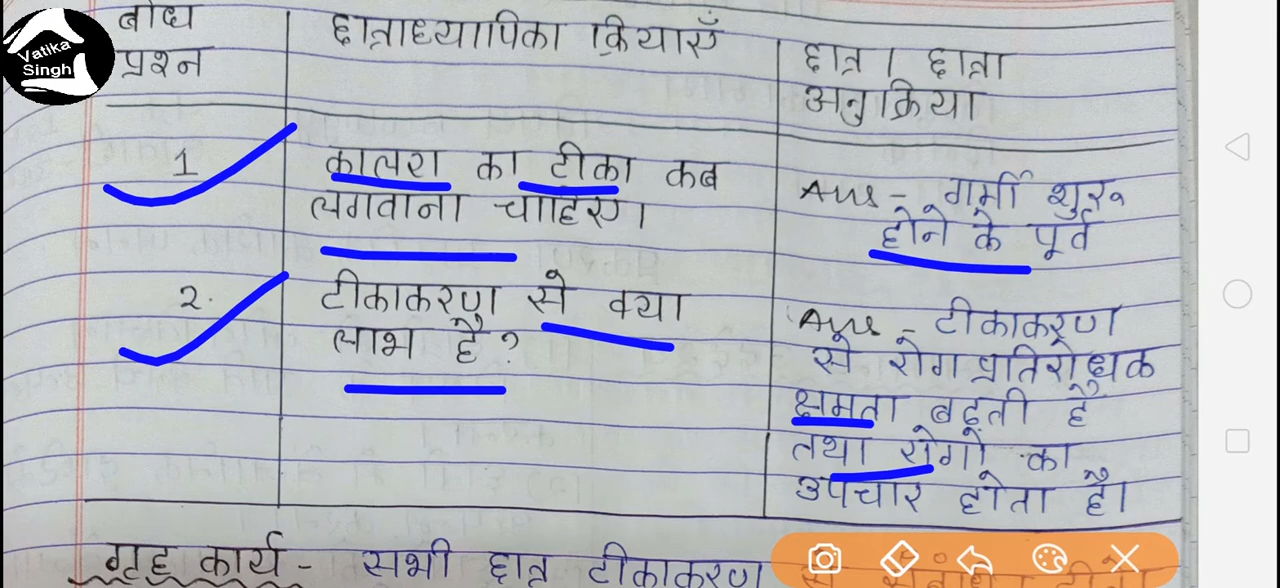 Vatika
Singh
बोध
प्रश्न
छात्राध्यापिका क्रियाएँ
छात्र / छात्रा
अनुक्रिया
1
कालरा का टीका कब
लगवाना चाहिए।
Ans - गर्मी शुरू
होने के पूर्व
2.
टीकाकरण से क्या
लाभ है?
Ans - टीकाकरण
से रोग प्रतिरोधक
क्षमता बढ़ती है
तथा रोगों का
उपचार होता है।
गृह कार्य - सभी छात्र टीकाकरण